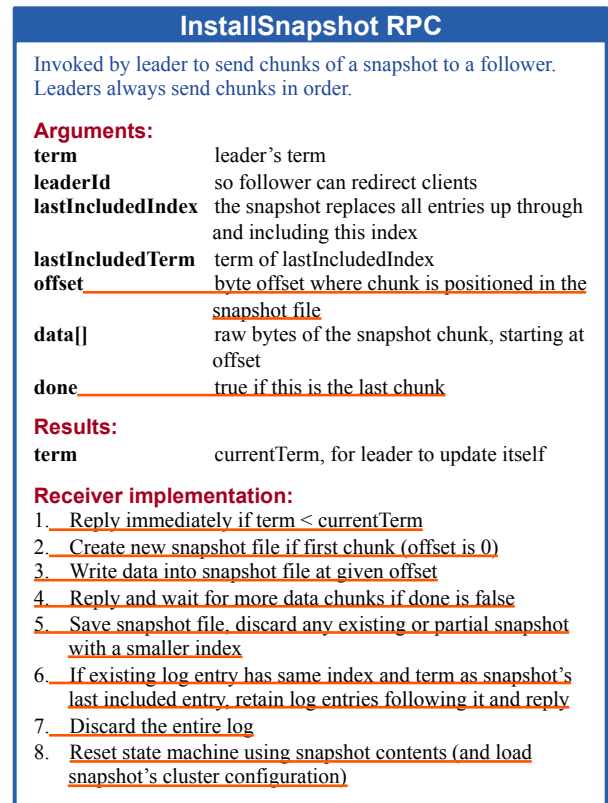 InstallSnapshot RPC
Invoked by leader to send chunks of a snapshot to a follower.
Leaders always send chunks in order.
Arguments:
term leader's term
leaderId so follower can redirect clients
lastIncludedIndex the snapshot replaces all entries up through
and including this index
lastIncludedTerm term of lastIncludedIndex
offset byte offset where chunk is positioned in the
snapshot file
data[] raw bytes of the snapshot chunk, starting at
offset
done true if this is the last chunk
Results:
term currentTerm, for leader to update itself
Receiver implementation:
1. Reply immediately if term < currentTerm
2. Create new snapshot file if first chunk (offset is 0)
3. Write data into snapshot file at given offset
4. Reply and wait for more data chunks if done is false
5. Save snapshot file, discard any existing or partial snapshot
with a smaller index
6. If existing log entry has same index and term as snapshot's
last included entry, retain log entries following it and reply
7. Discard the entire log
8. Reset state machine using snapshot contents (and load
snapshot's cluster configuration)